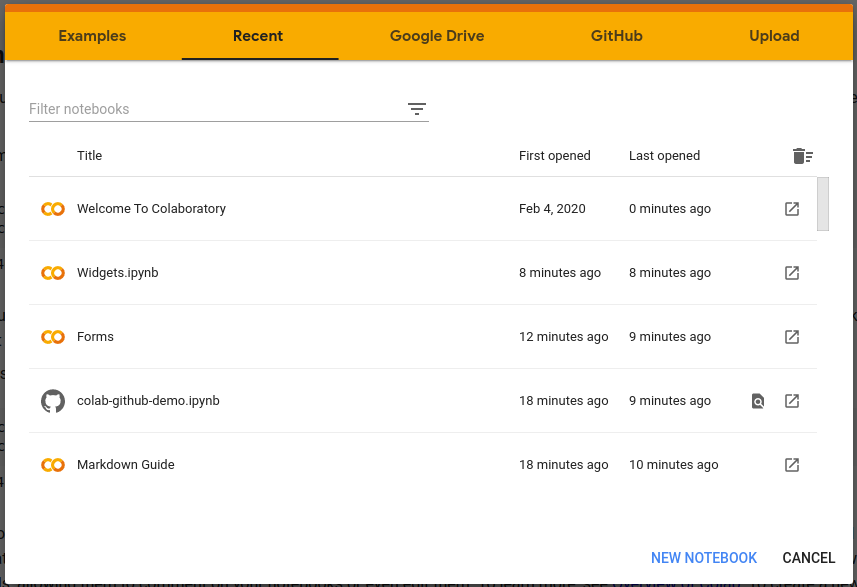 Examples Recent Google Drive GitHub Upload
Filter notebooks
Title First opened Last opened
Welcome To Colaboratory Feb 4, 2020 0 minutes ago
Widgets.ipynb 8 minutes ago 8 minutes ago
Forms 12 minutes ago 9 minutes ago
colab-github-demo.ipynb 18 minutes ago 9 minutes ago
Markdown Guide 18 minutes ago 10 minutes ago
NEW NOTEBOOK CANCEL